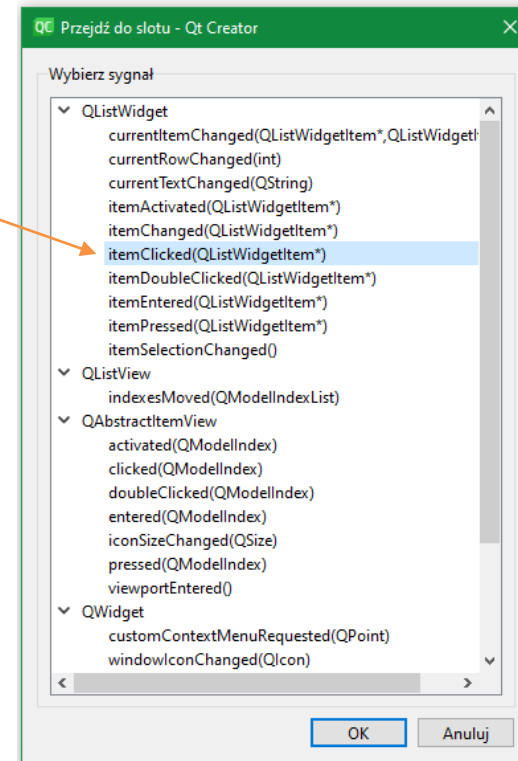 QC Przejdź do slotu - Qt Creator
Wybierz sygnał
QListWidget
currentItemChanged(QListWidgetItem*,QListWidgetI
currentRowChanged(int)
currentTextChanged(QString)
itemActivated(QListWidgetItem*)
itemChanged(QListWidgetItem*)
itemClicked(QListWidgetItem*)
itemDoubleClicked(QListWidgetItem*)
itemEntered(QListWidgetItem*)
itemPressed(QListWidgetItem*)
itemSelectionChanged()
QListView
indexesMoved(QModelIndexList)
QAbstractItemView
activated(QModelIndex)
clicked(QModelIndex)
doubleClicked(QModelIndex)
entered(QModelIndex)
iconSizeChanged(QSize)
pressed(QModelIndex)
viewportEntered()
QWidget
customContextMenuRequested(QPoint)
windowIconChanged(QIcon)
OK Anuluj